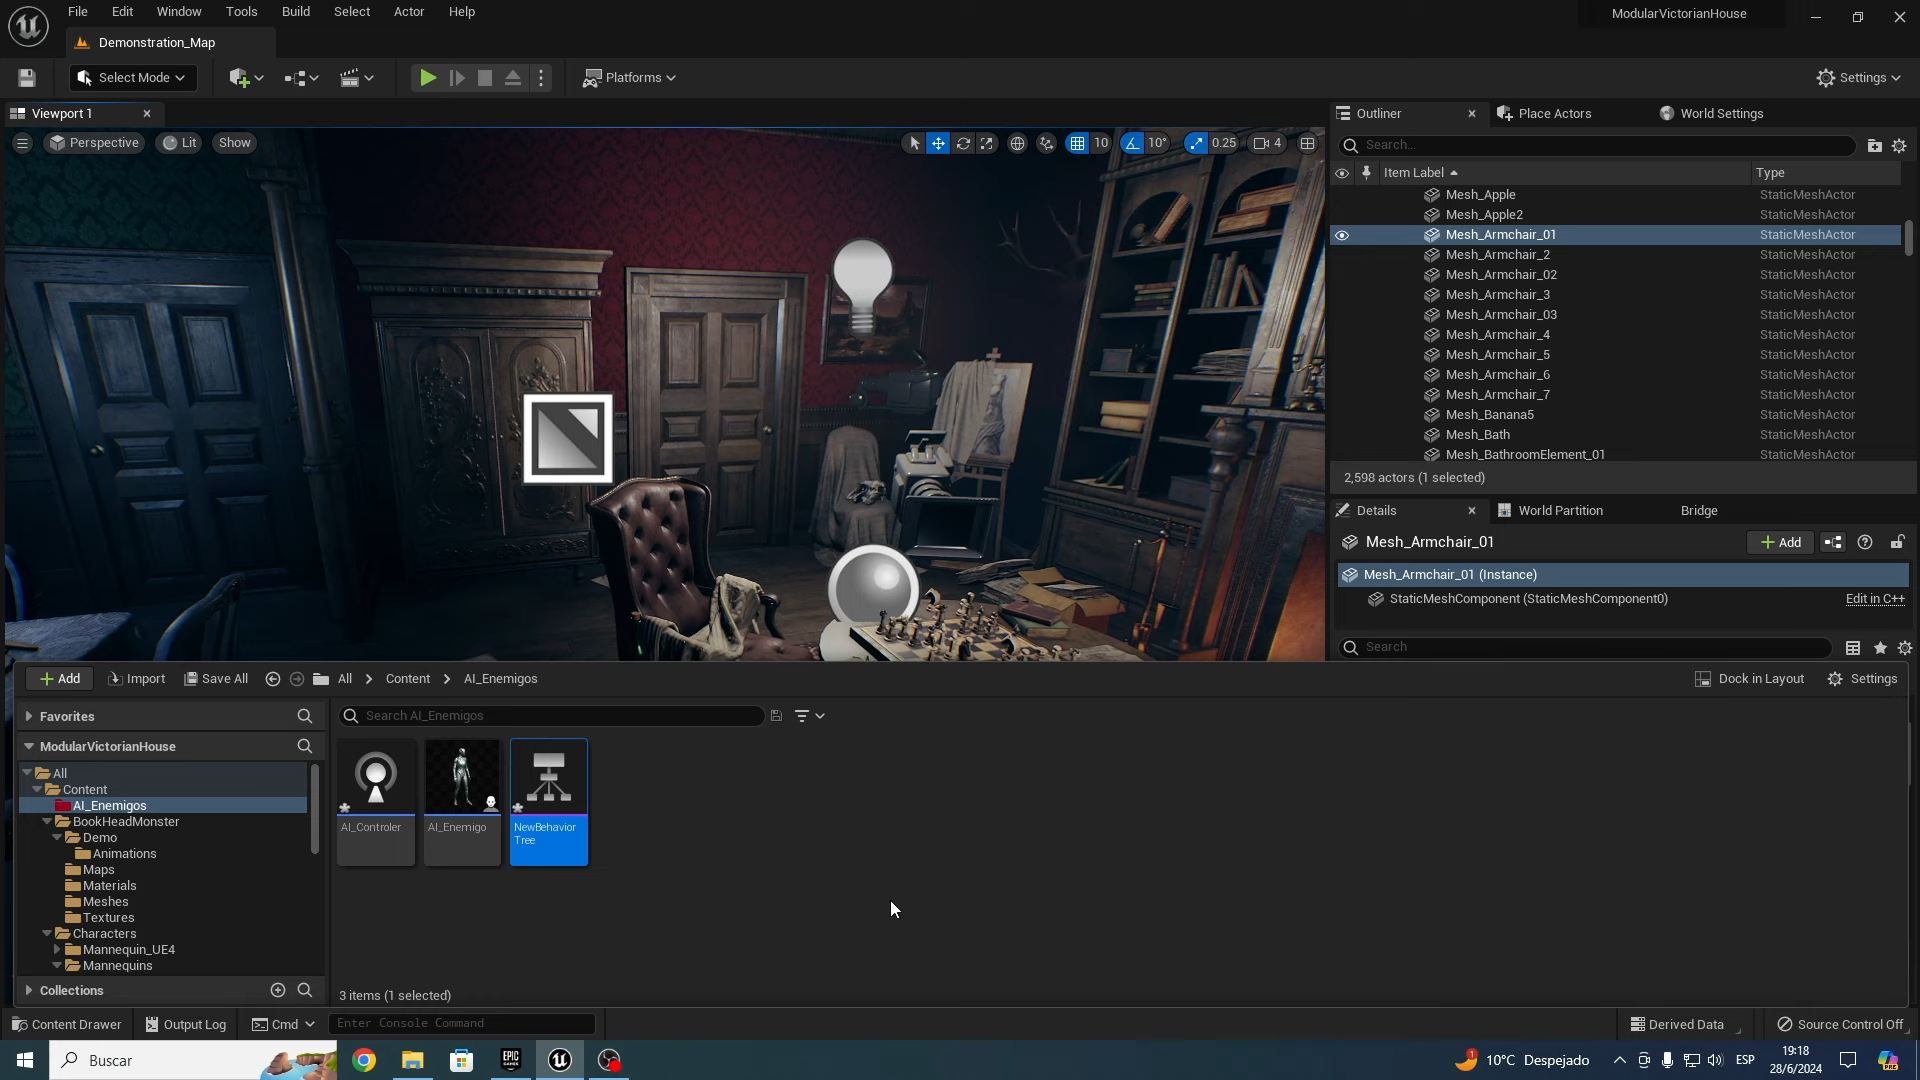 File Edit Window Tools Build Select Actor Help
ModularVictorianHouse
Demonstration_Map
Select Mode
Platforms
Settings
Viewport 1
Perspective Lit Show
10 10° 0.25 4
Outliner Place Actors World Settings
Search...
Item Label Type
Mesh_Apple StaticMeshActor
Mesh_Apple2 StaticMeshActor
Mesh_Armchair_01 StaticMeshActor
Mesh_Armchair_2 StaticMeshActor
Mesh_Armchair_02 StaticMeshActor
Mesh_Armchair_3 StaticMeshActor
Mesh_Armchair_03 StaticMeshActor
Mesh_Armchair_4 StaticMeshActor
Mesh_Armchair_5 StaticMeshActor
Mesh_Armchair_6 StaticMeshActor
Mesh_Armchair_7 StaticMeshActor
Mesh_Banana5 StaticMeshActor
Mesh_Bath StaticMeshActor
Mesh_BathroomElement_01 StaticMeshActor
2,598 actors (1 selected)
Details World Partition Bridge
Mesh_Armchair_01
Add
Mesh_Armchair_01 (Instance)
StaticMeshComponent (StaticMeshComponent0) Edit in C++
Search
Add Import Save All All Content AI_Enemigos
Dock in Layout Settings
Favorites
Search AI_Enemigos
ModularVictorianHouse
All
Content
AI_Enemigos
BookHeadMonster
Demo
Animations
Maps
Materials
Meshes
Textures
Characters
Mannequin_UE4
Mannequins
Collections
AI_Controler
AI_Enemigo
NewBehavior
Tree
3 items (1 selected)
Content Drawer Output Log Cmd Enter Console Command
Derived Data Source Control Off
Buscar
EPIC
GAMES
1
10°C Despejado
ESP
19:18
28/6/2024
PRE